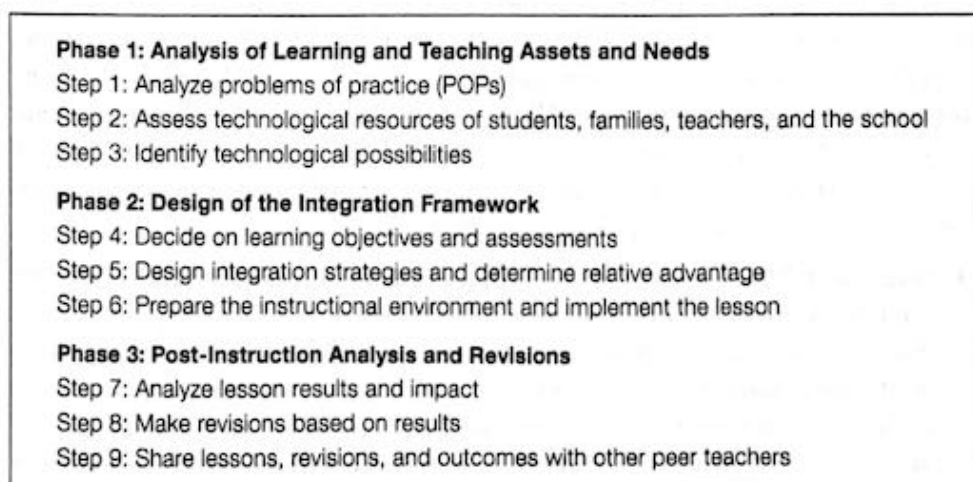 Phase 1: Analysis of Learning and Teaching Assets and Needs
Step 1: Analyze problems of practice (POPs)
Step 2: Assess technological resources of students, families, teachers, and the school
Step 3: Identify technological possibilities
Phase 2: Design of the Integration Framework
Step 4: Decide on learning objectives and assessments
Step 5: Design integration strategies and determine relative advantage
Step 6: Prepare the instructional environment and implement the lesson
Phase 3: Post-Instruction Analysis and Revisions
Step 7: Analyze lesson results and impact
Step 8: Make revisions based on results
Step 9: Share lessons, revisions, and outcomes with other peer teachers